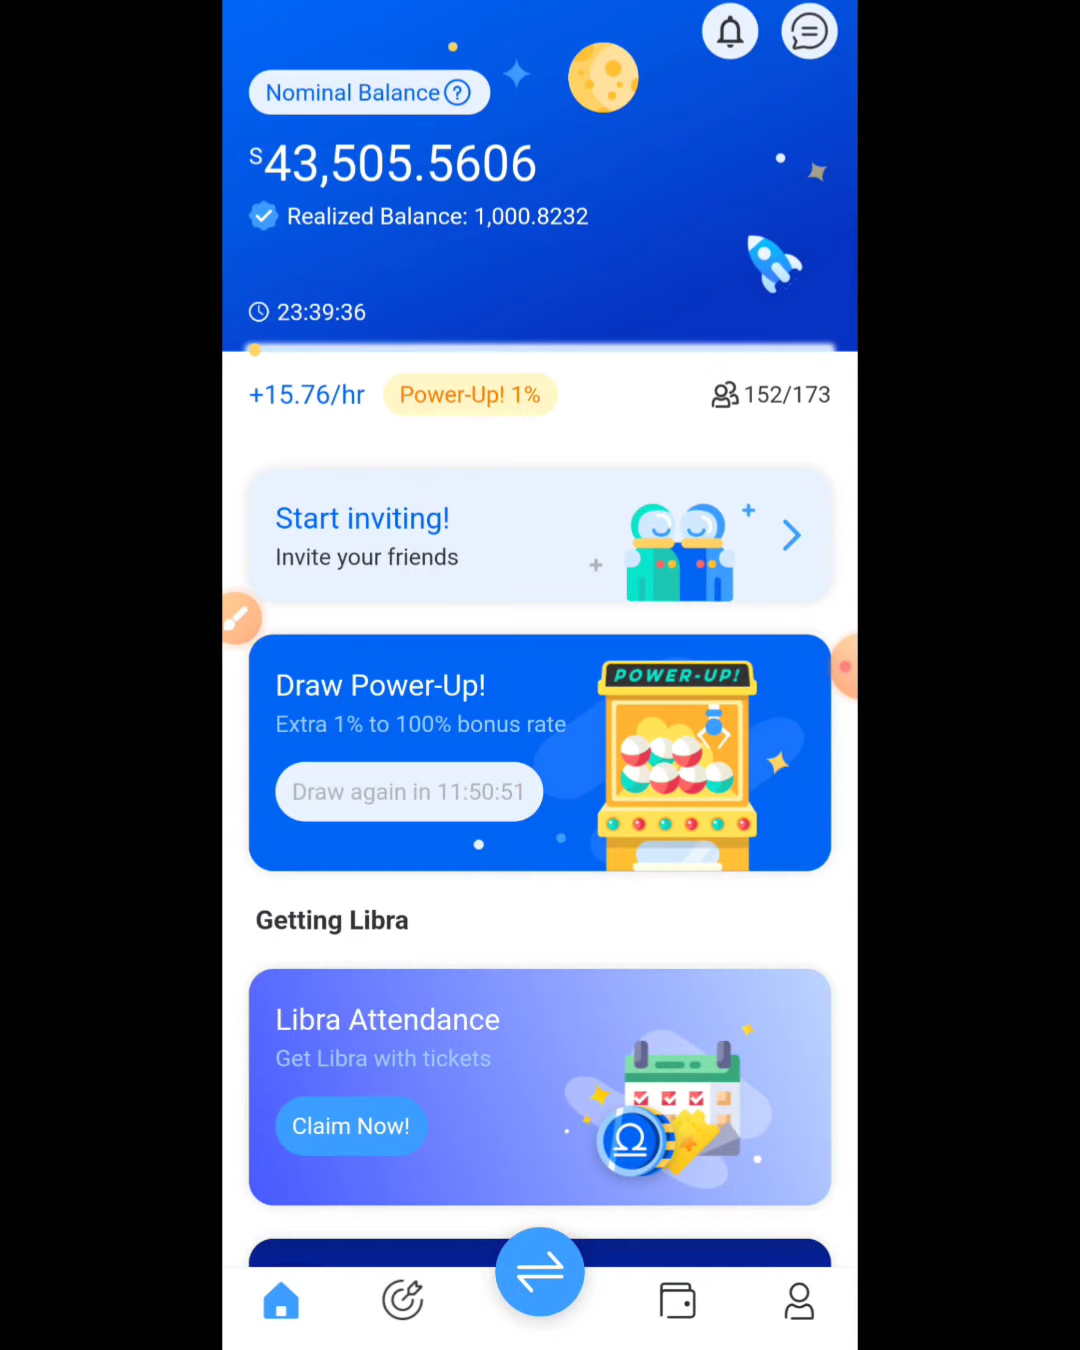 Nominal Balance ?
S 43,505.5606
Realized Balance: 1,000.8232
23:39:36
+15.76/hr Power-Up! 1% 152/173
Start inviting!
Invite your friends
Draw Power-Up!
Extra 1% to 100% bonus rate
Draw again in 11:50:51
POWER-UP!
Getting Libra
Libra Attendance
Get Libra with tickets
Claim Now!